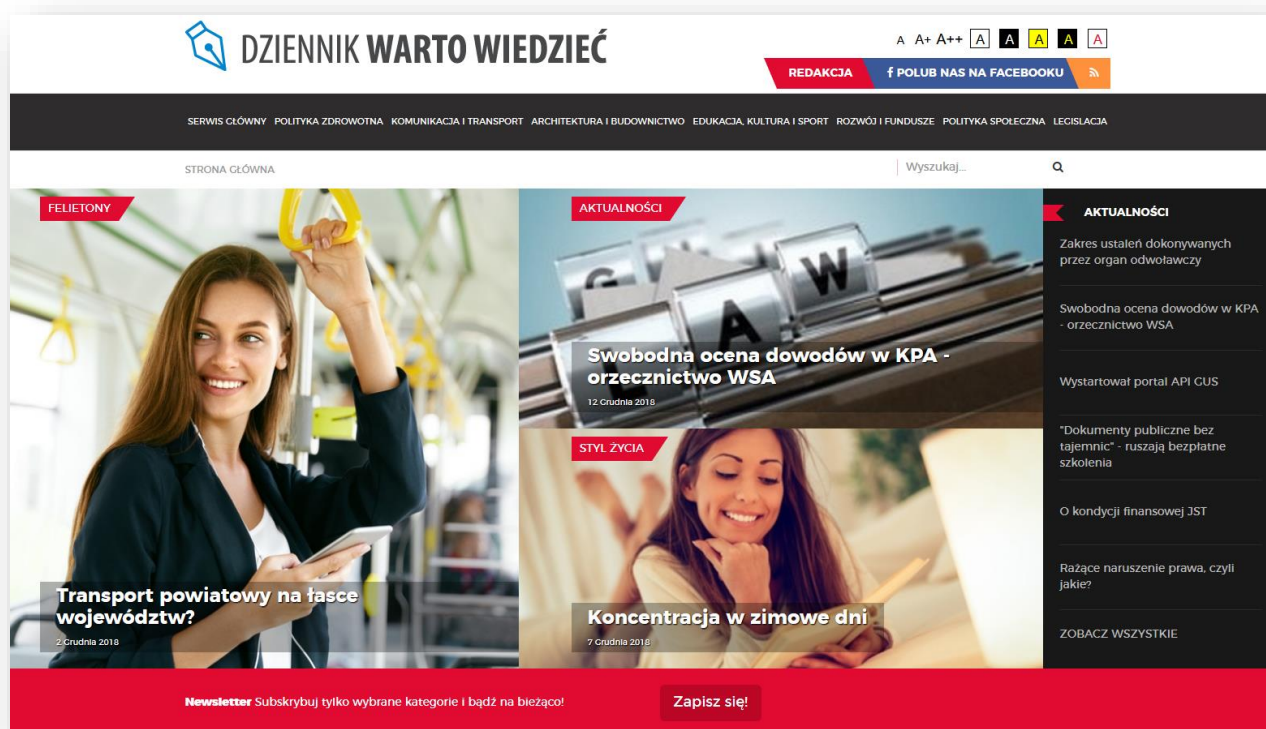 DZIENNIK WARTO WIEDZIEĆ
A A+ A++ A A A A A
REDAKCJA
f POLUB NAS NA FACEBOOKU
SERWIS GŁÓWNY POLITYKA ZDROWOTNA KOMUNIKACJA I TRANSPORT ARCHITEKTURA I BUDOWNICTWO EDUKACJA, KULTURA I SPORT ROZWÓJ I FUNDUSZE POLITYKA SPOŁECZNA LEGISLACJA
STRONA GŁÓWNA
Wyszukaj...
FELIETONY
Transport powiatowy na łasce
województw?
2 Grudnia 2018
AKTUALNOŚCI
G
L A W
Swobodna ocena dowodów w KPA -
orzecznictwo WSA
12 Grudnia 2018
STYL ŻYCIA
Koncentracja w zimowe dni
7 Grudnia 2018
AKTUALNOŚCI
Zakres ustaleń dokonywanych
przez organ odwoławczy
Swobodna ocena dowodów w KPA
- orzecznictwo WSA
Wystartował portal API GUS
"Dokumenty publiczne bez
tajemnic" - ruszają bezpłatne
szkolenia
O kondycji finansowej JST
Rażące naruszenie prawa, czyli
jakie?
ZOBACZ WSZYSTKIE
Newsletter Subskrybuj tylko wybrane kategorie i bądź na bieżąco!
Zapisz się!